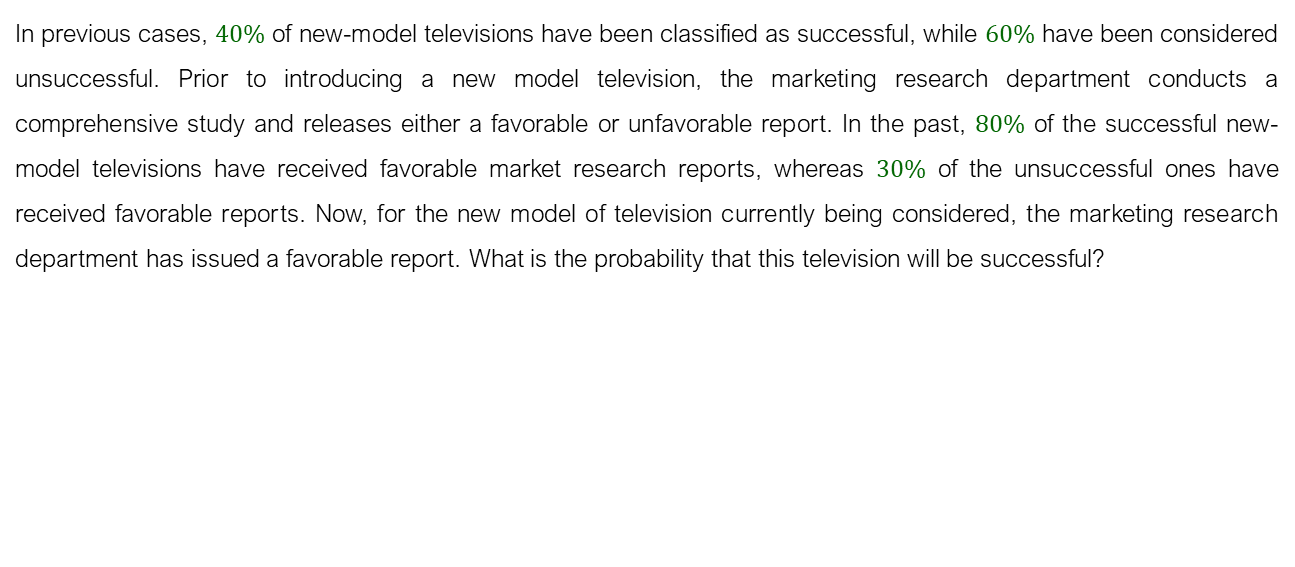 In previous cases, 40% of new-model televisions have been classified as successful, while 60% have been considered
unsuccessful. Prior to introducing a new model television, the marketing research department conducts a
comprehensive study and releases either a favorable or unfavorable report. In the past, 80% of the successful new-
model televisions have received favorable market research reports, whereas 30% of the unsuccessful ones have
received favorable reports. Now, for the new model of television currently being considered, the marketing research
department has issued a favorable report. What is the probability that this television will be successful?